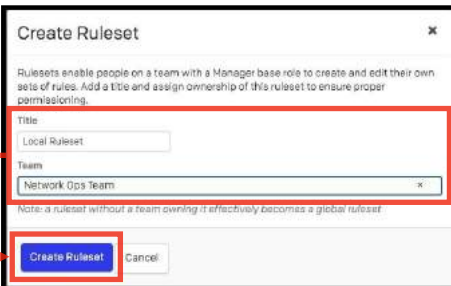 Create Ruleset
×
Rulesets enable people on a team with a Manager base role to create and edit their own
sets of rules. Add a title and assign ownership of this ruleset to ensure proper
permissioning.
Title
Local Ruleset
Team
Network Ops Team
×
Note: a ruleset without a team owning it effectively becomes a global ruleset
Create Ruleset
Cancel